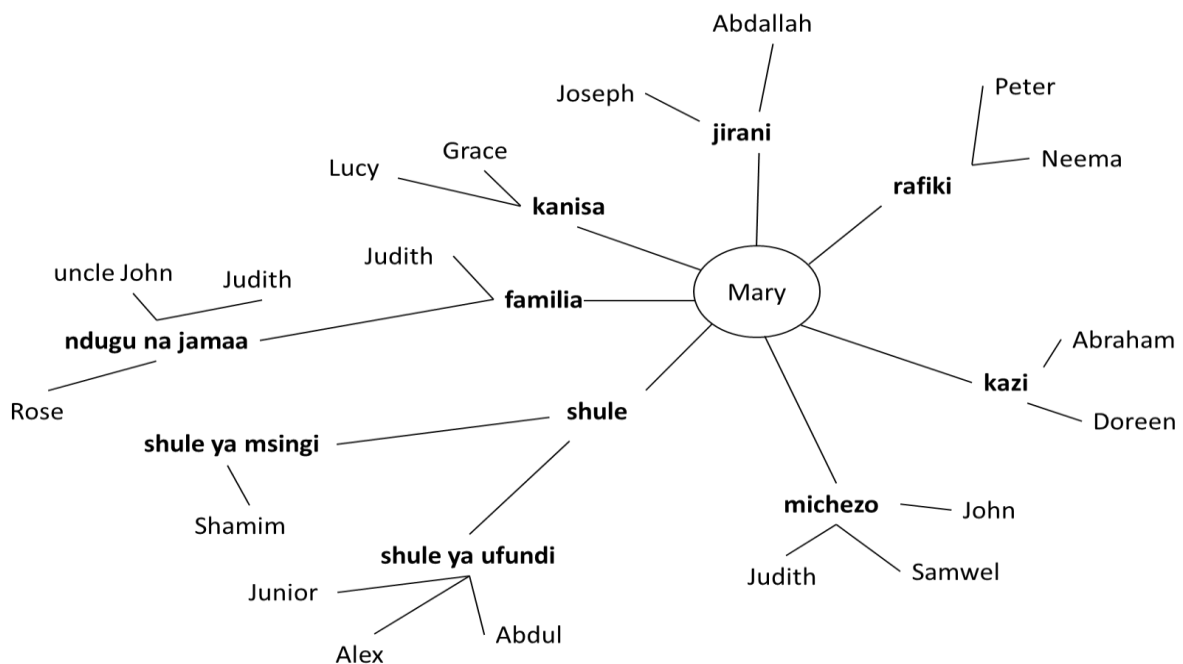 Abdallah
Peter
Joseph
jirani
Neema
Grace
Lucy
rafiki
kanisa
Judith
uncle John
Judith
familia
Mary
ndugu na jamaa
Abraham
kazi
Rose
shule
Doreen
shule ya msingi
michezo
John
Shamim
shule ya ufundi
Judith
Samwel
Junior
Abdul
Alex